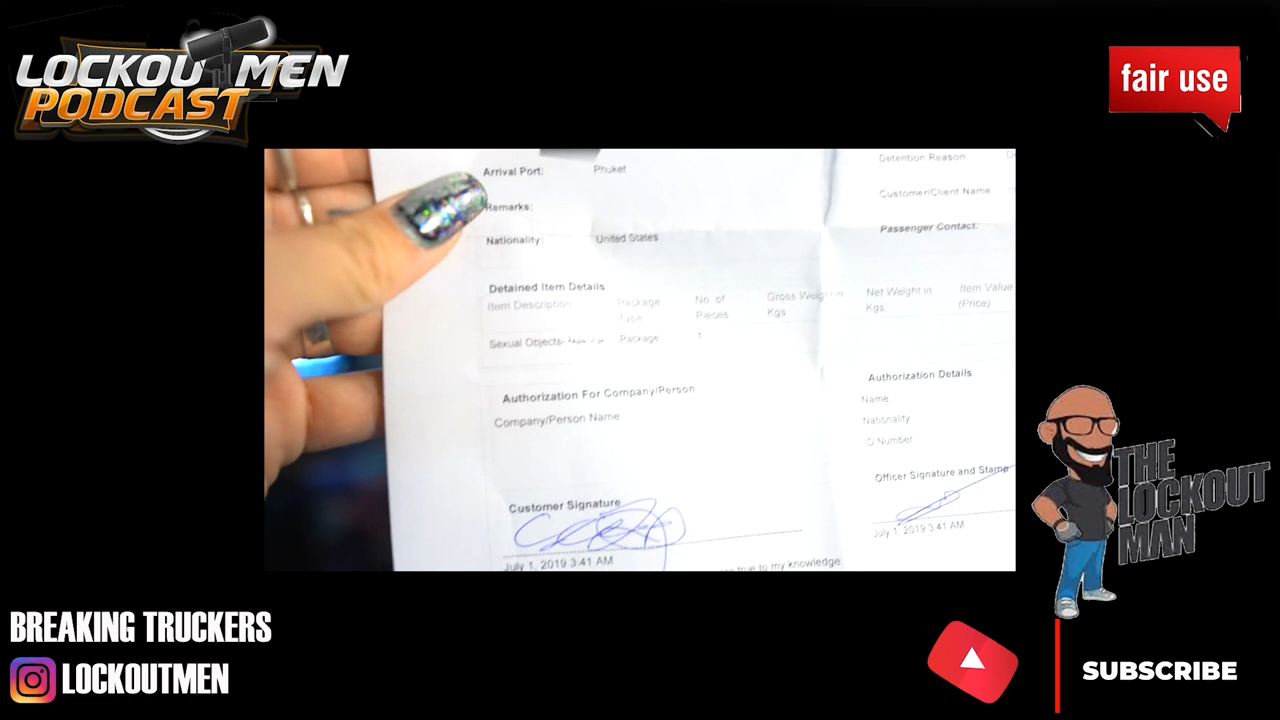 LOCKOUTMEN
PODCAST
fair use
Arrival Port: Phuket
Remarks:
Nationality: United States
Detained Item Details
Item Description Package Type No. of Pieces Gross Weight in Kgs Net Weight in Kgs: Item Value (Price)
Sexual Objects- Package 1
Authorization For Company/Person
Company/Person Name
Customer Signature
July 1, 2019 3:41 AM
are true to my knowledge.
Detention Reason:
Customer/Client Name
Passenger Contact:
Authorization Details
Name
Nationality
ID Number
Officer Signature and Stamp
July 1, 2019 3:41 AM
THE
LOCKOUT
MAN
BREAKING TRUCKERS
LOCKOUTMEN
SUBSCRIBE